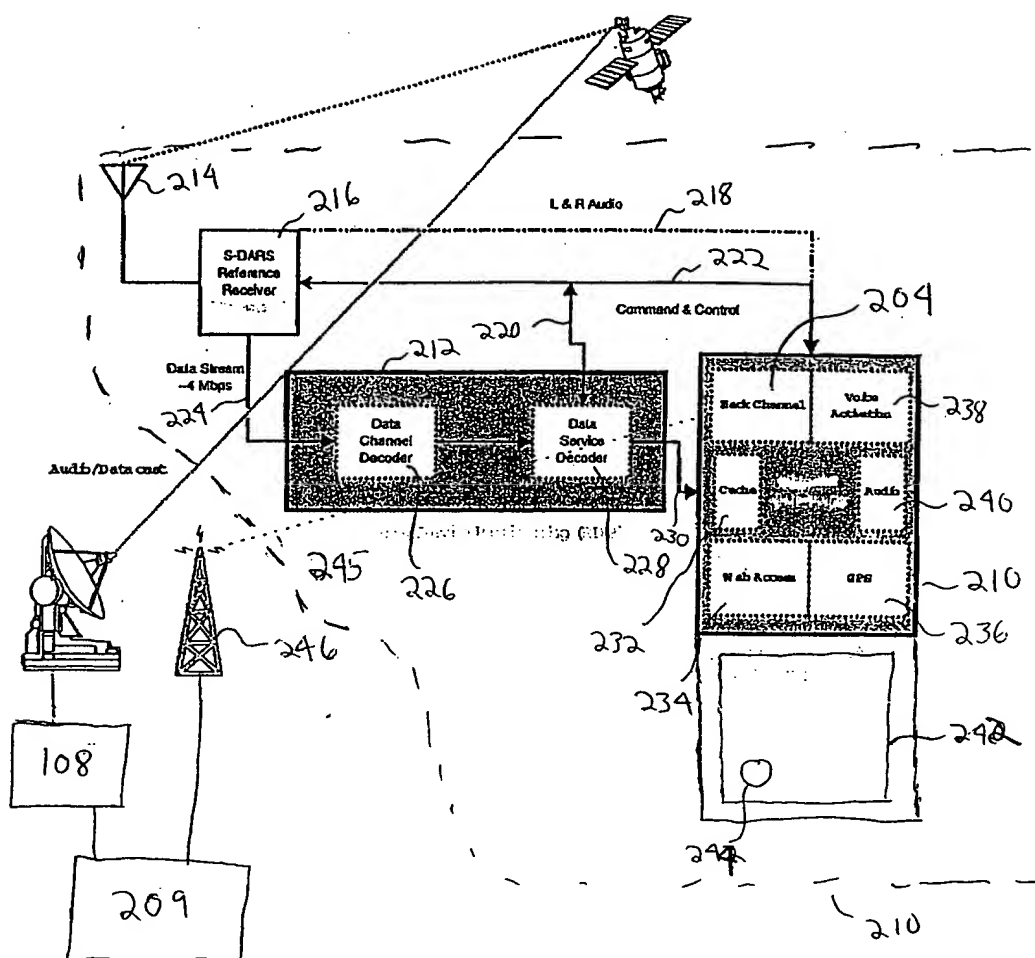 214
216
L & R Audio
218
S-DARS
Reference
Receiver
222
204
220
Command & Control
Data Stream
~4 Mbps
224
212
Back Channel
Voice
Activation
238
Data
Channel
Decoder
Data
Service
Decoder
Audio/Data cast
Cache
Audio
240
230
245
226
228
Web Access
GPS
210
232
236
246
234
242
108
244
209
210